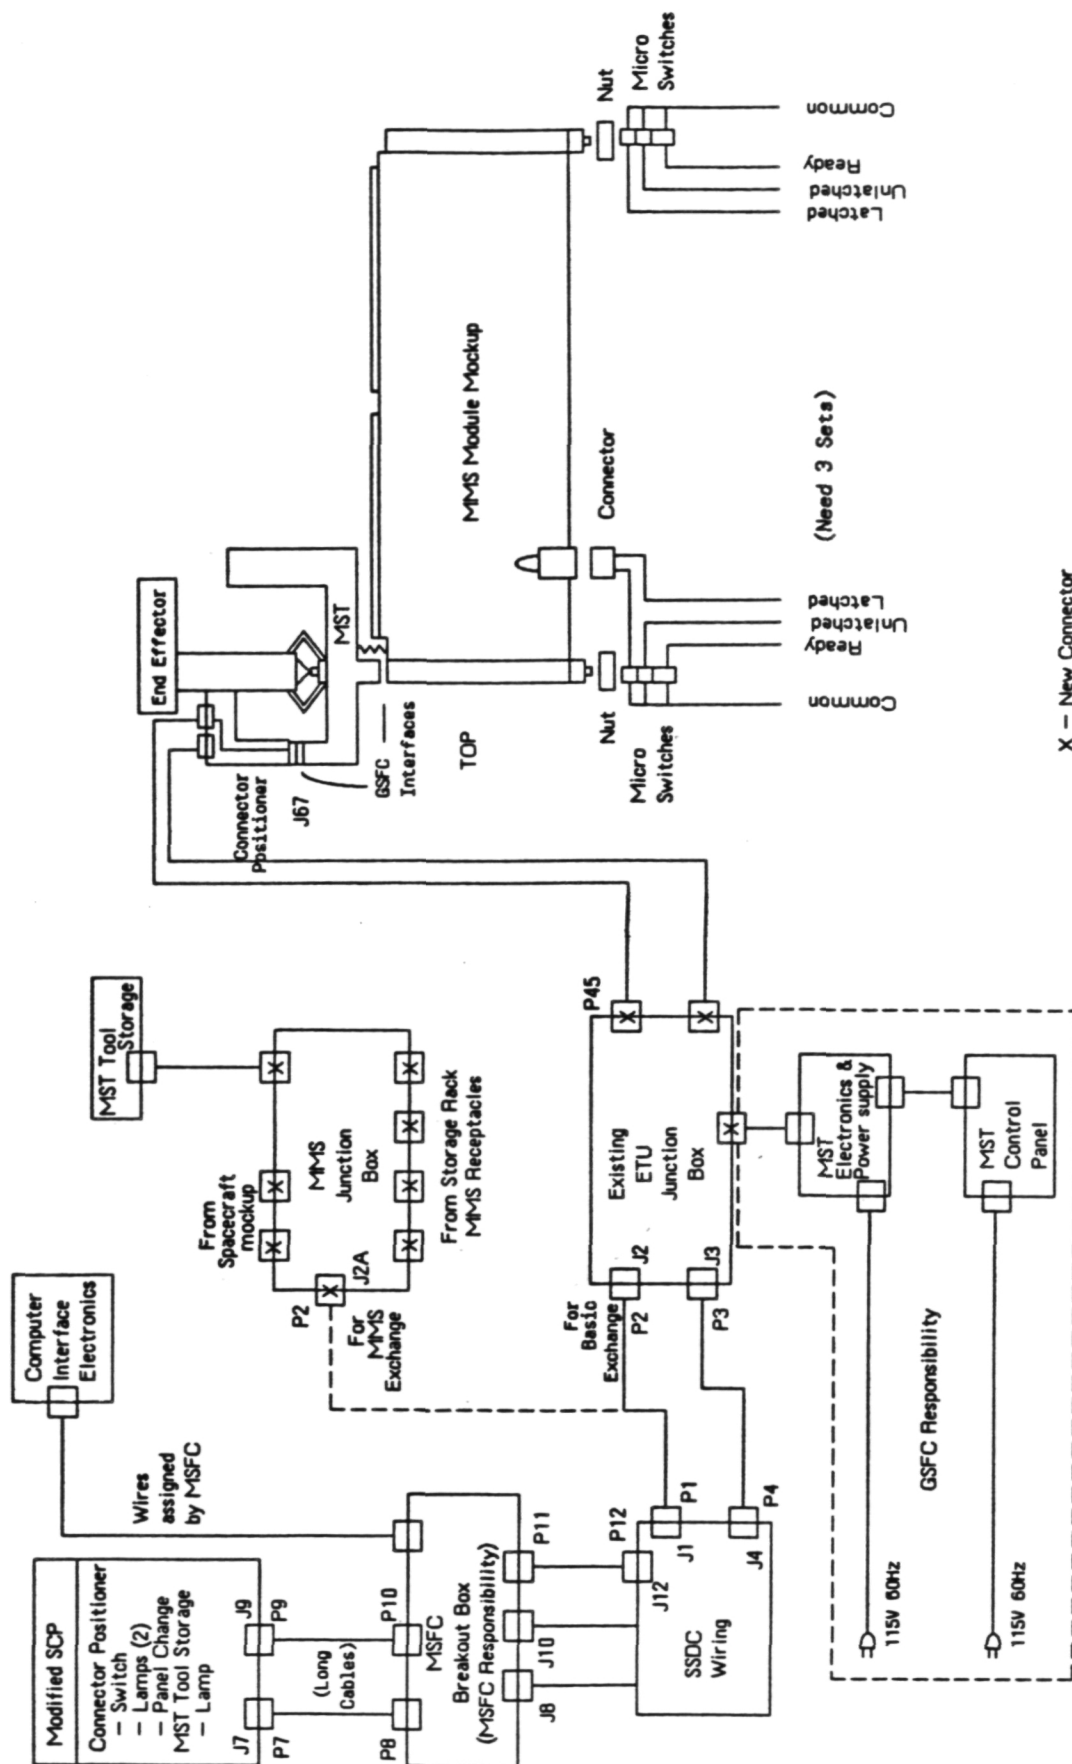 Modified SCP
Connector Positioner
– Switch
– Lamps (2)
– Panel Change
MST Tool Storage
– Lamp
J7
J9
P7
P9
(Long
Cables)
P8
P10
MSFC
Breakout Box
(MSFC Responsibility)
Wires
assigned
by MSFC
Computer
Interface
Electronics
J8
J10
P11
P12
J12
SSDC
Wiring
J1
P1
J4
P4
MST Tool
Storage
From
Spacecraft
mockup
MMS
Junction
Box
P2
J2A
For
MMS
Exchange
From Storage Rack
MMS Receptacles
For
Basic
Exchange
P2
J2
P3
J3
Existing
ETU
Junction
Box
P45
MST
Electronics &
Power supply
MST
Control
Panel
GSFC Responsibility
115V 60Hz
115V 60Hz
End Effector
Connector
Positioner
J67
MST
GSFC
Interfaces
TOP
MMS Module Mockup
Nut
Micro
Switches
Connector
Common
Ready
Unlatched
Latched
(Need 3 Sets)
Nut
Micro
Switches
Latched
Unlatched
Ready
Common
X – New Connector